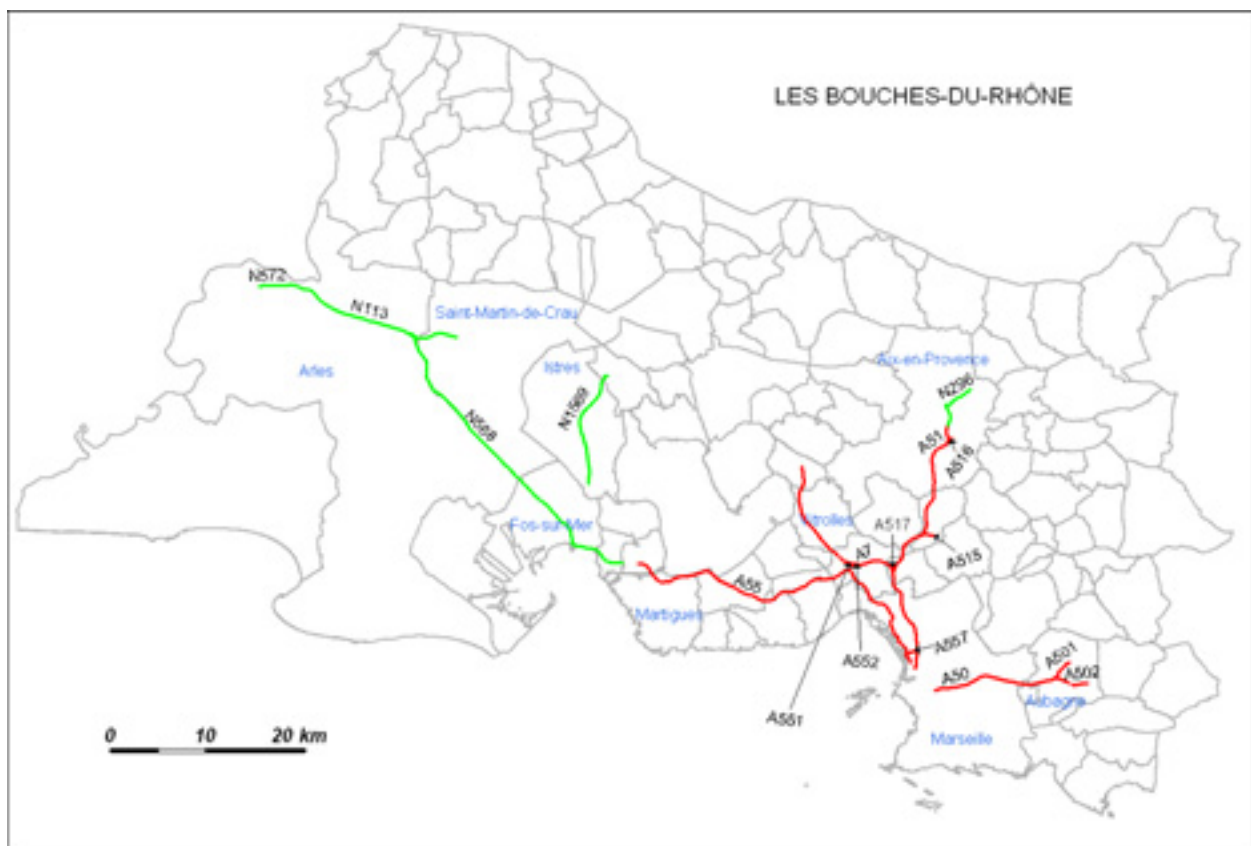 LES BOUCHES-DU-RHÔNE
N572
N113
Saint-Martin-de-Crau
Arles
Istres
Aix-en-Provence
N1569
N296
N568
A51
A516
Vitrolles
Fos-sur-Mer
A517
A7
A515
A55
Martigues
A557
A552
A501
A50
A502
Aubagne
A551
Marseille
0 10 20 km